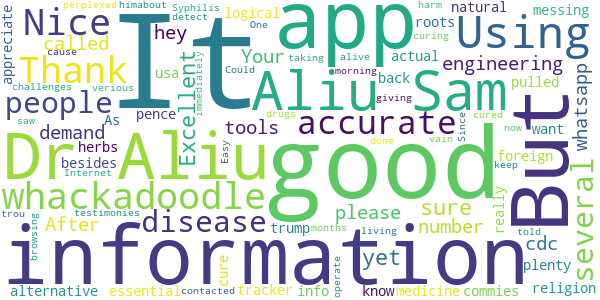 perplexed
himabout
Syphilis
detect
appreciate
Nice
called
hey
It
app
Using
logical
roots
natural
messing
harm
curing
One
cause
Thank
usa
Your
back
actual
taking
alive
challenges
verious
Excellent
immediately
Could
morning
Aliu
Sam
engineering
saw
people
As
pence
giving
drugs
cured
pulled
whatsapp
demand
herbs
accurate
Since
now
want
Dr
Aliu
good
But
besides
tools
Easy
vain
foreign
keep
trou
Internet
done
told
whackadoodle
please
yet
really
several
testimonies
After
disease
sure
cdc
browsing
months
living
number
plenty
information
cure
trump
alternative
essential
tracker
info
know
medicine
commies
religion
contacted
operate